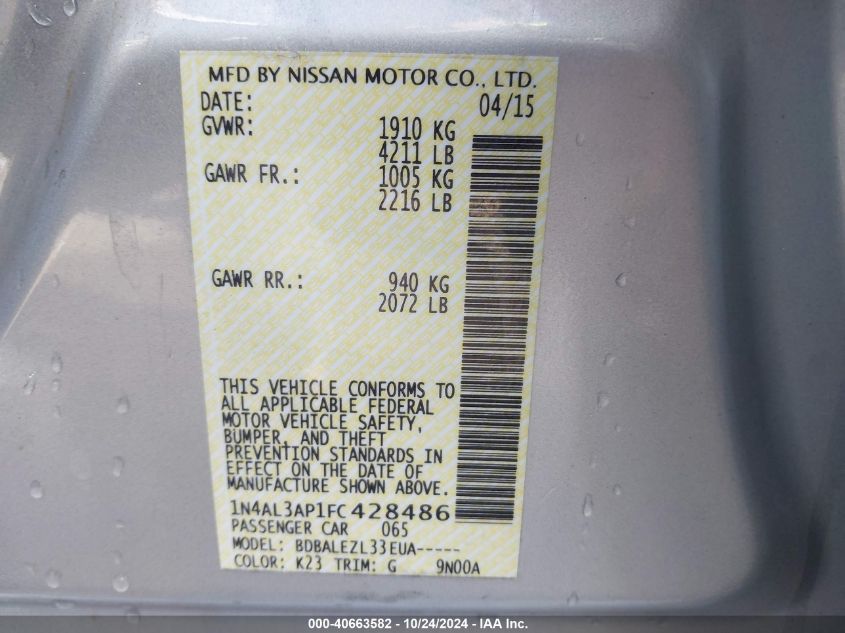 MFD BY NISSAN MOTOR CO., LTD.
DATE: 04/15
GVWR: 1910 KG
4211 LB
GAWR FR.: 1005 KG
2216 LB
GAWR RR.: 940 KG
2072 LB
THIS VEHICLE CONFORMS TO
ALL APPLICABLE FEDERAL
MOTOR VEHICLE SAFETY,
BUMPER, AND THEFT
PREVENTION STANDARDS IN
EFFECT ON THE DATE OF
MANUFACTURE SHOWN ABOVE.
1N4AL3AP1FC428486
PASSENGER CAR 065
MODEL: BDBALEZL33EUA-----
COLOR: K23 TRIM: G 9N00A
000-40663582 - 10/24/2024 - IAA Inc.